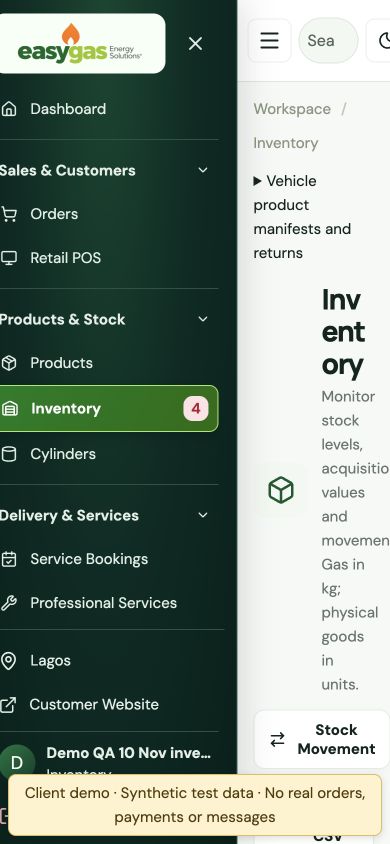 easygas Energy Solutions
Sea
Dashboard
Sales & Customers
Orders
Retail POS
Products & Stock
Products
Inventory 4
Cylinders
Delivery & Services
Service Bookings
Professional Services
Lagos
Customer Website
D Demo QA 10 Nov inve...
Workspace /
Inventory
Vehicle
product
manifests and
returns
Inv
ent
ory
Monitor
stock
levels,
acquisitio
values
and
movemen
Gas in
kg;
physical
goods
in
units.
Stock
Movement
Client demo · Synthetic test data · No real orders,
payments or messages